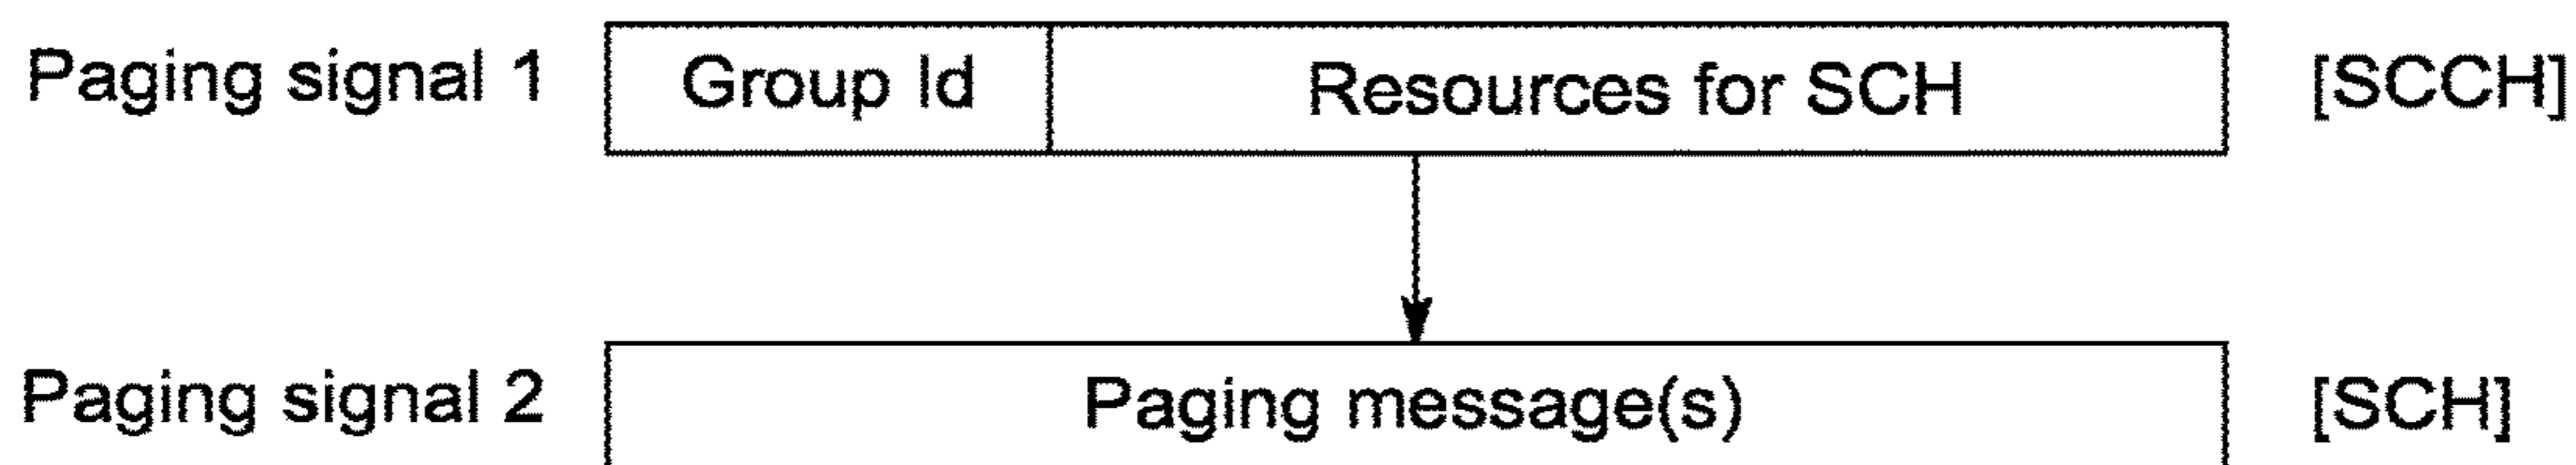 Paging signal 1 Group Id Resources for SCH [SCCH]
Paging signal 2 Paging message(s) [SCH]